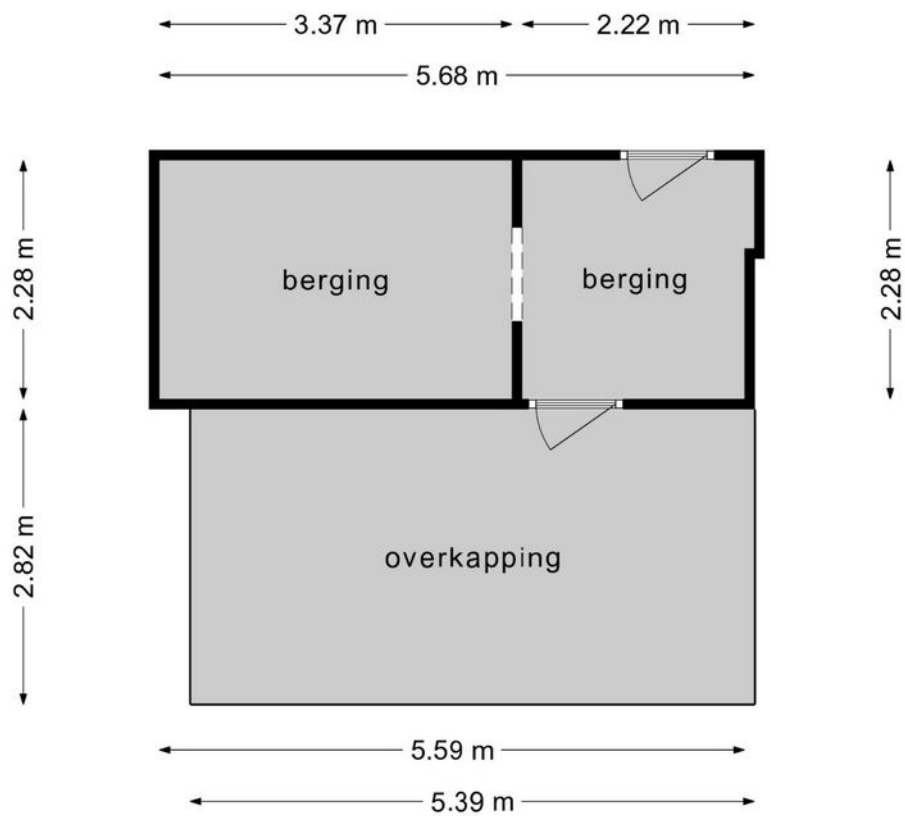 3.37 m
2.22 m
5.68 m
2.28 m
2.28 m
berging
berging
2.82 m
overkapping
5.59 m
5.39 m